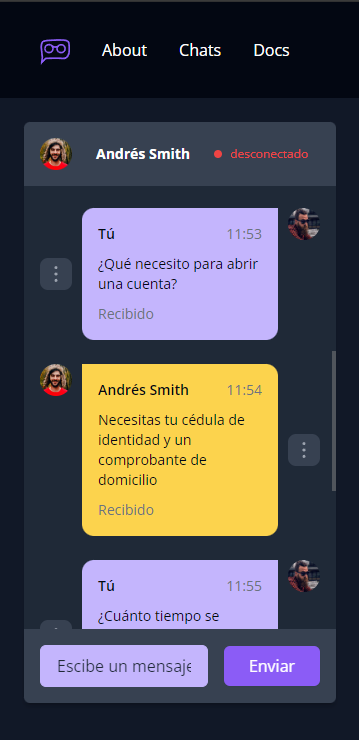 About Chats Docs
Andrés Smith desconectado
Tú 11:53
¿Qué necesito para abrir
una cuenta?
Recibido
Andrés Smith 11:54
Necesitas tu cédula de
identidad y un
comprobante de
domicilio
Recibido
Tú 11:55
¿Cuánto tiempo se
Escribe un mensaje Enviar